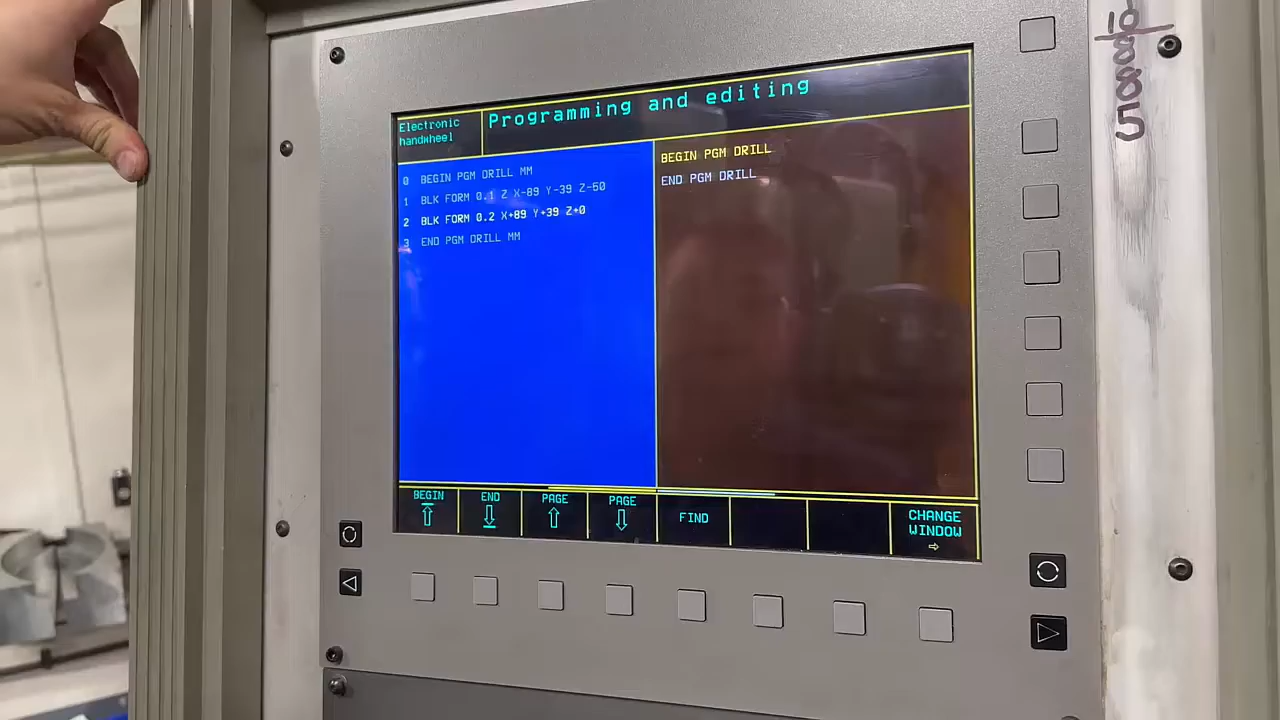 Electronic
handwheel
Programming and editing
0 BEGIN PGM DRILL MM
1 BLK FORM 0.1 Z X-89 Y-39 Z-50
2 BLK FORM 0.2 X+89 Y+39 Z+0
3 END PGM DRILL MM
BEGIN PGM DRILL
END PGM DRILL
BEGIN
END
PAGE
PAGE
FIND
CHANGE
WINDOW